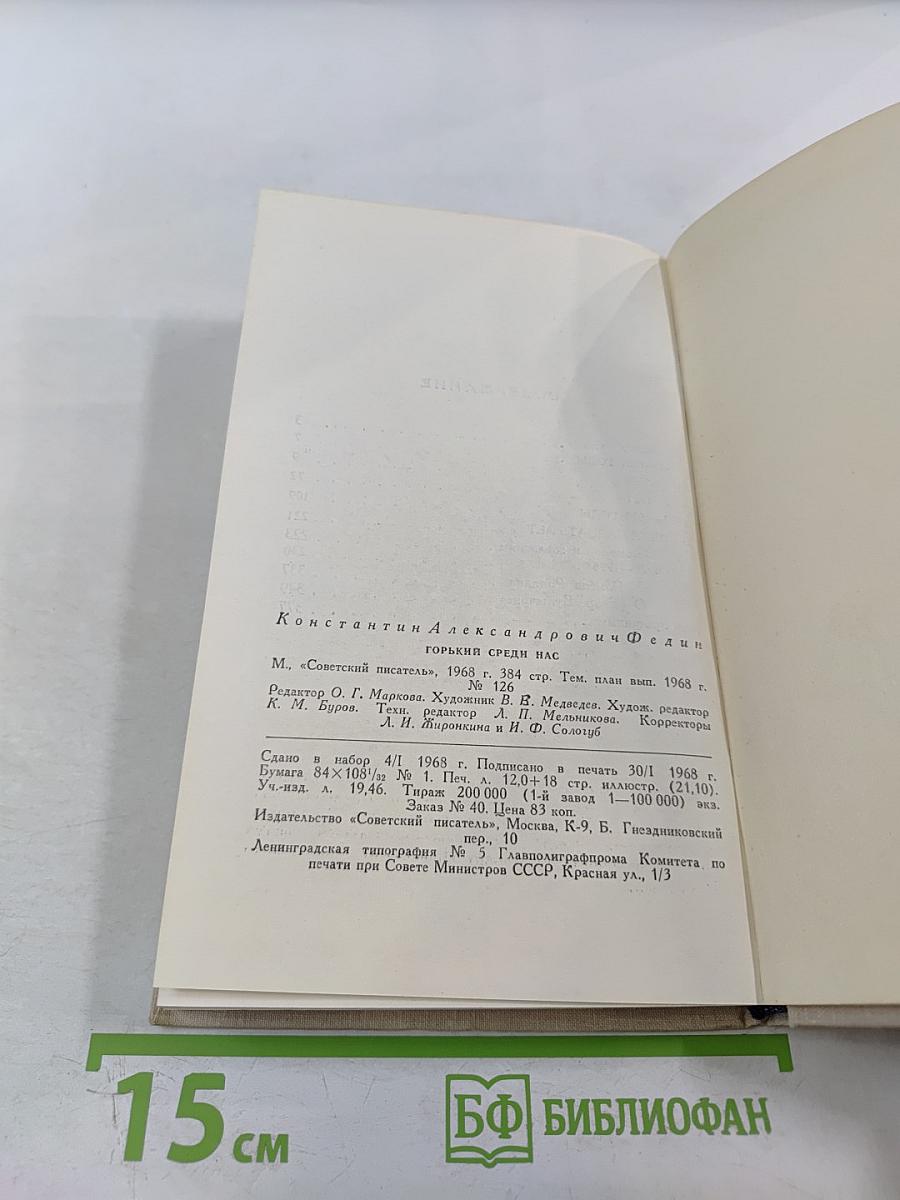 Константин Александрович Федин
ГОРЬКИЙ СРЕДИ НАС
М., «Советский писатель», 1968 г. 384 стр. Тем. план вып. 1968 г.
№ 126
Редактор О. Г. Маркова. Художник В. В. Медведев. Худож. редактор
К. М. Буров. Техн. редактор Л. П. Мельникова. Корректоры
Л. И. Жиронкина и И. Ф. Сологуб
Сдано в набор 4/I 1968 г. Подписано в печать 30/I 1968 г.
Бумага 84×108¹/₃₂ № 1. Печ. л. 12,0+18 стр. иллюстр. (21,10).
Уч.-изд. л. 19,46. Тираж 200 000 (1-й завод 1—100 000) экз.
Заказ № 40. Цена 83 коп.
Издательство «Советский писатель», Москва, К-9, Б. Гнездниковский
пер., 10
Ленинградская типография № 5 Главполиграфпрома Комитета по
печати при Совете Министров СССР, Красная ул., 1/3
15 см
БФ БИБЛИОФАН